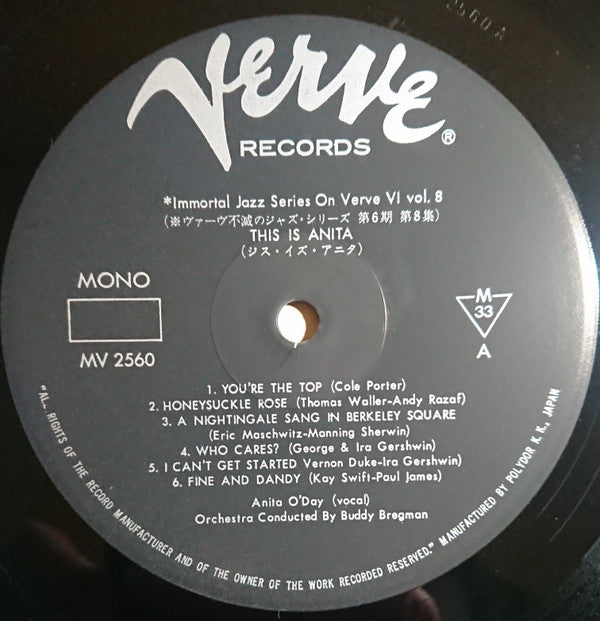 2560 A
Verve
®
RECORDS
*Immortal Jazz Series On Verve VI vol. 8
(※ヴァーヴ不滅のジャズ・シリーズ 第6期 第8集)
THIS IS ANITA
(ジス・イズ・アニタ)
MONO
MV 2560
M
33
A
1. YOU'RE THE TOP (Cole Porter)
2. HONEYSUCKLE ROSE (Thomas Waller-Andy Razaf)
3. A NIGHTINGALE SANG IN BERKELEY SQUARE
(Eric Maschwitz-Manning Sherwin)
4. WHO CARES? (George & Ira Gershwin)
5. I CAN'T GET STARTED Vernon Duke-Ira Gershwin)
6. FINE AND DANDY (Kay Swift-Paul James)
Anita O'Day (vocal)
Orchestra Conducted By Buddy Bregman
"ALL RIGHTS OF THE RECORD MANUFACTURER AND OF THE OWNER OF THE WORK RECORDED RESERVED." MANUFACTURED BY POLYDOR K. K., JAPAN